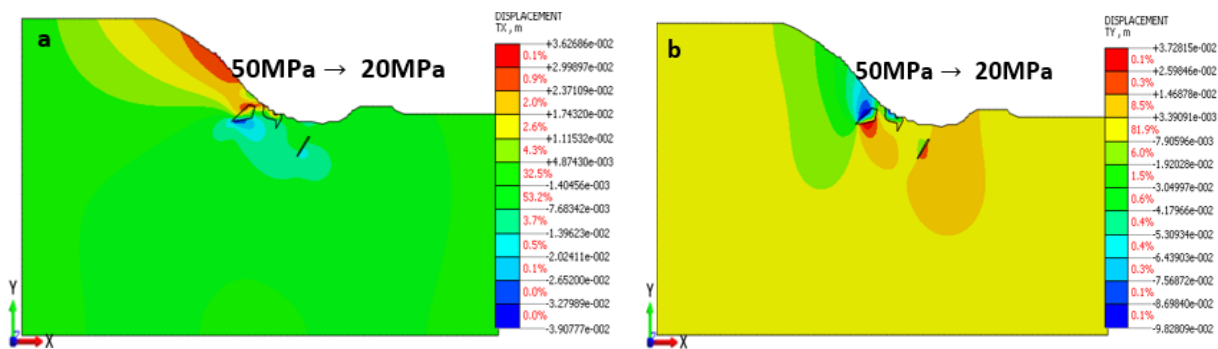 a
50MPa → 20MPa
DISPLACEMENT
TX, m
+3.62686e-002
0.1%
+2.99897e-002
0.9%
+2.37109e-002
2.0%
+1.74320e-002
2.6%
+1.11532e-002
4.3%
+4.87430e-003
32.5%
-1.40456e-003
53.2%
-7.68342e-003
3.7%
-1.39623e-002
0.5%
-2.02411e-002
0.1%
-2.65200e-002
0.0%
-3.27989e-002
0.0%
-3.90777e-002
Y
X
b
50MPa → 20MPa
DISPLACEMENT
TY, m
+3.72815e-002
0.1%
+2.59846e-002
0.3%
+1.46878e-002
8.5%
+3.39091e-003
81.9%
-7.90596e-003
6.0%
-1.92028e-002
1.5%
-3.04997e-002
0.6%
-4.17966e-002
0.4%
-5.30934e-002
0.4%
-6.43903e-002
0.3%
-7.56872e-002
0.1%
-8.69840e-002
0.1%
-9.82809e-002
Y
X